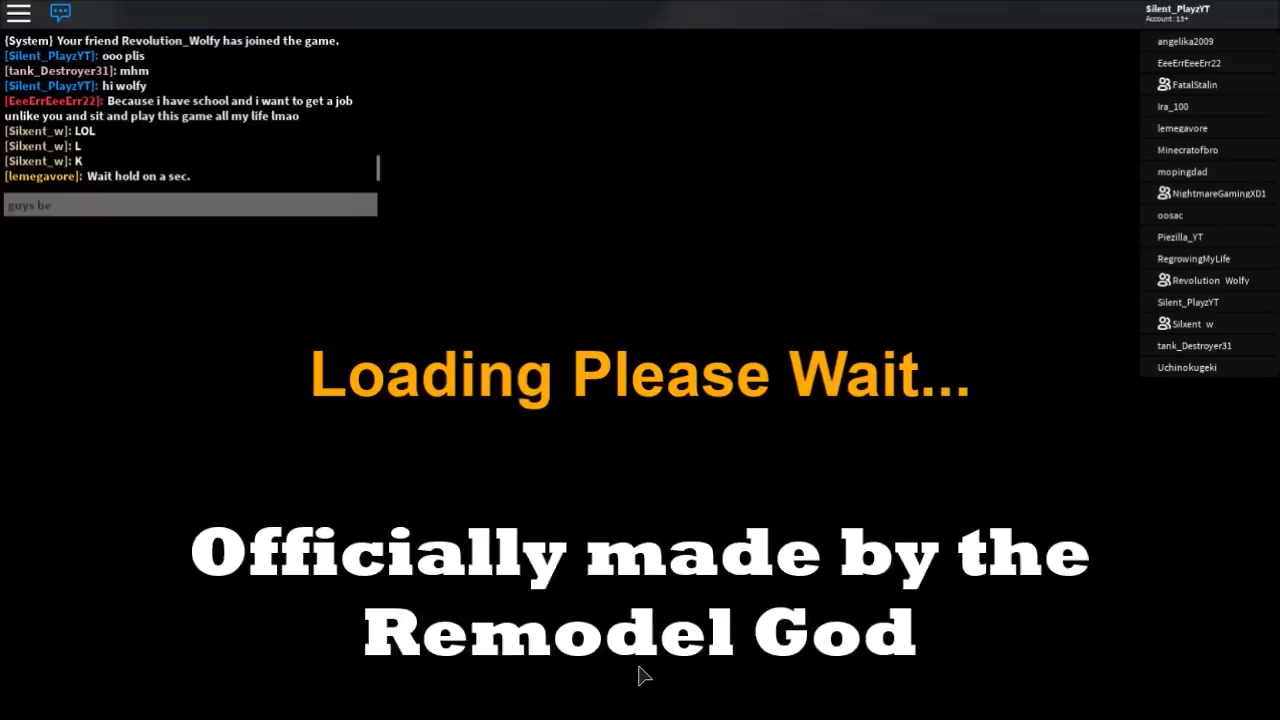 Silent_PlayzYT
Account: 13+
{System} Your friend Revolution_Wolfy has joined the game.
[Silent_PlayzYT]: ooo plis
[tank_Destroyer31]: mhm
[Silent_PlayzYT]: hi wolfy
[EeeErrEeeErr22]: Because i have school and i want to get a job
unlike you and sit and play this game all my life lmao
[Silxent_w]: LOL
[Silxent_w]: L
[Silxent_w]: K
[lemegavore]: Wait hold on a sec.
guys be
angelika2009
EeeErrEeeErr22
FatalStalin
Ira_100
lemegavore
Minecratofbro
mopingdad
NightmareGamingXD1
oosac
Piezilla_YT
RegrowingMyLife
Revolution_Wolfy
Silent_PlayzYT
Silxent_w
tank_Destroyer31
Uchinokugeki
Loading Please Wait...
Officially made by the
Remodel God